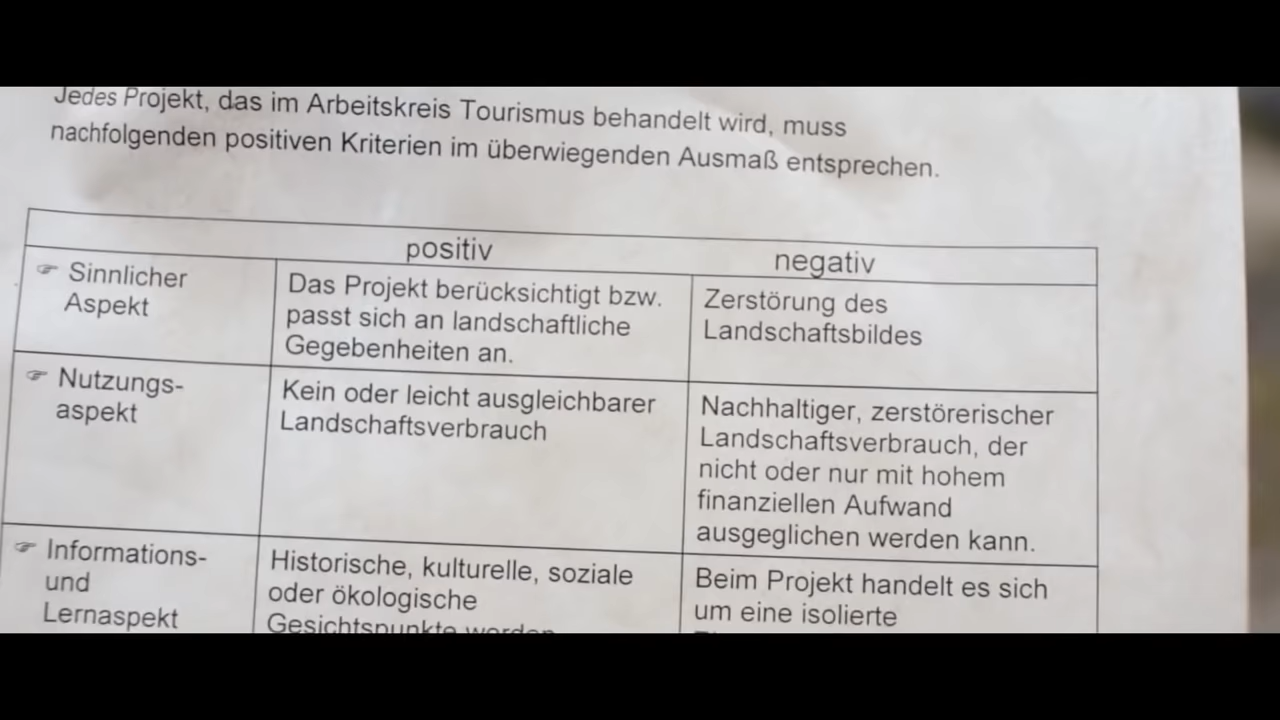 Jedes Projekt, das im Arbeitskreis Tourismus behandelt wird, muss
nachfolgenden positiven Kriterien im überwiegenden Ausmaß entsprechen.
positiv
negativ
☞ Sinnlicher
Aspekt
Das Projekt berücksichtigt bzw.
passt sich an landschaftliche
Gegebenheiten an.
Zerstörung des
Landschaftsbildes
☞ Nutzungs-
aspekt
Kein oder leicht ausgleichbarer
Landschaftsverbrauch
Nachhaltiger, zerstörerischer
Landschaftsverbrauch, der
nicht oder nur mit hohem
finanziellen Aufwand
ausgeglichen werden kann.
☞ Informations-
und
Lernaspekt
Historische, kulturelle, soziale
oder ökologische
Gesichtspunkte werden
Beim Projekt handelt es sich
um eine isolierte